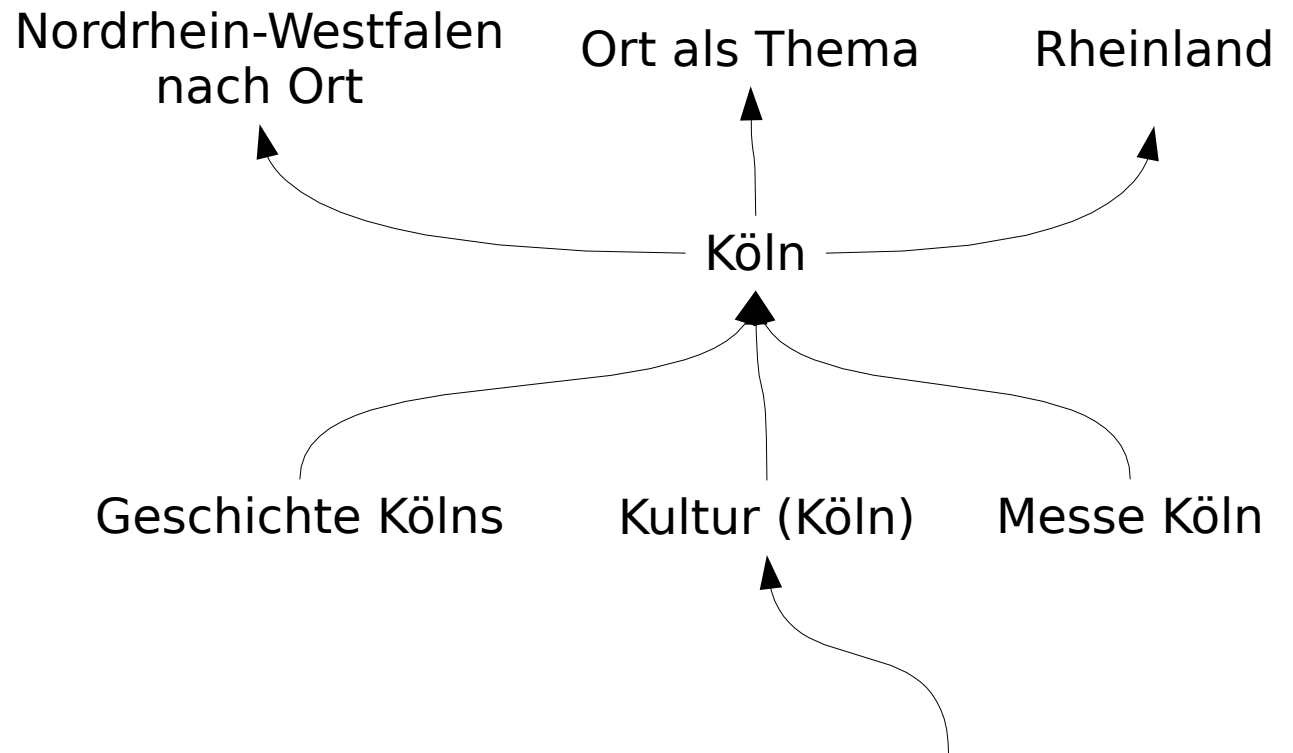 Nordrhein-Westfalen
nach Ort
Ort als Thema
Rheinland
Köln
Geschichte Kölns
Kultur (Köln)
Messe Köln